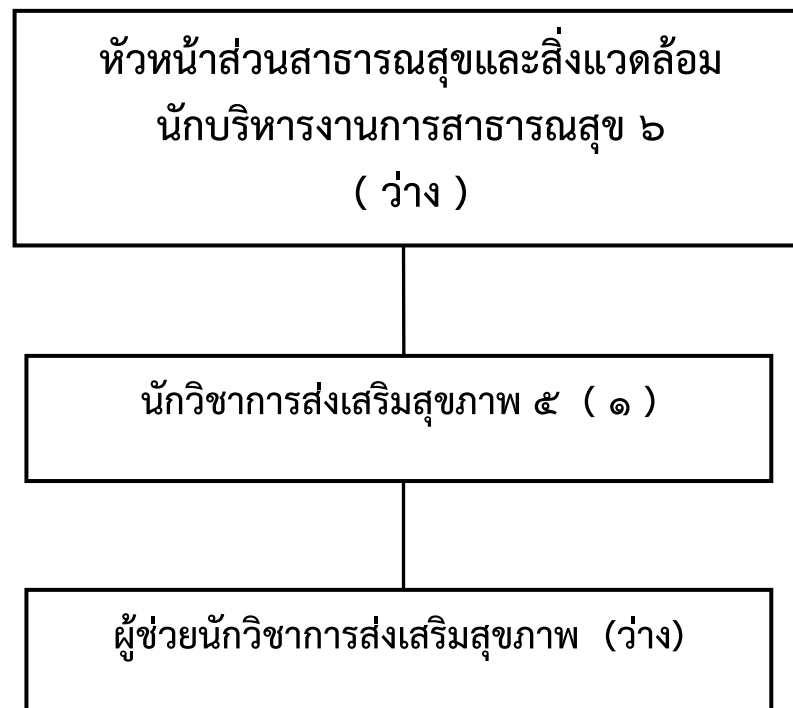 หัวหน้าส่วนสาธารณสุขและสิ่งแวดล้อม
นักบริหารงานการสาธารณสุข ๖
( ว่าง )
นักวิชาการส่งเสริมสุขภาพ ๕ ( ๑ )
ผู้ช่วยนักวิชาการส่งเสริมสุขภาพ (ว่าง)